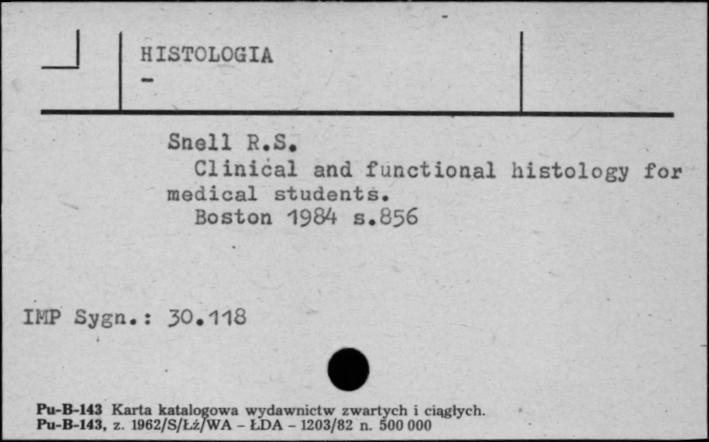 HISTOLOGIA
-
Snell R.S.
Clinical and functional histology for
medical students.
Boston 1984 s.856
IMP Sygn.: 30.118
Pu-B-143 Karta katalogowa wydawnictw zwartych i ciągłych.
Pu-B-143, z. 1962/S/Łź/WA - ŁDA - 1203/82 n. 500 000